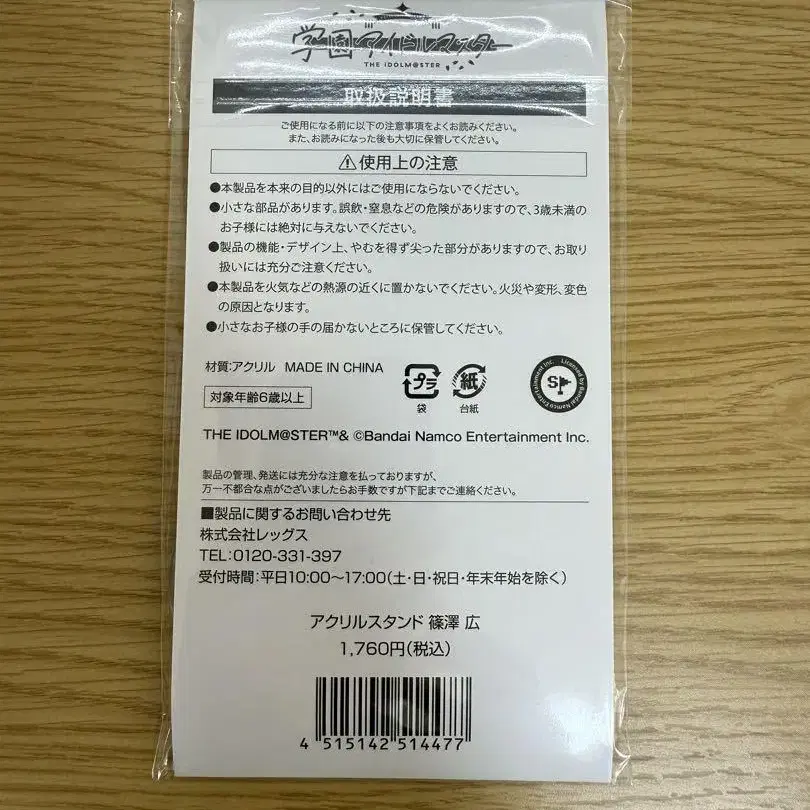 学園アイドルマスター
THE IDOLM@STER
取扱説明書
ご使用になる前に以下の注意事項をよくお読みください。
また、お読みになった後も大切に保管してください。
⚠使用上の注意
●本製品を本来の目的以外にはご使用にならないでください。
●小さな部品があります。誤飲・窒息などの危険がありますので、3歳未満の
お子様には絶対に与えないでください。
●製品の機能・デザイン上、やむを得ず尖った部分がありますので、お取り
扱いには充分ご注意ください。
●本製品を火気などの熱源の近くに置かないでください。火災や変形、変色
の原因となります。
●小さなお子様の手の届かないところに保管してください。
材質:アクリル MADE IN CHINA
対象年齢6歳以上
プラ
袋
紙
台紙
Licensed by Bandai Namco Entertainment Inc.
SP
THE IDOLM@STER™& ©Bandai Namco Entertainment Inc.
製品の管理、発送には充分な注意を払っておりますが、
万一不都合な点がございましたらお手数ですが下記までご連絡ください。
■製品に関するお問い合わせ先
株式会社レッグス
TEL:0120-331-397
受付時間:平日10:00〜17:00(土・日・祝日・年末年始を除く)
アクリルスタンド 篠澤 広
1,760円(税込)
4 515142 514477